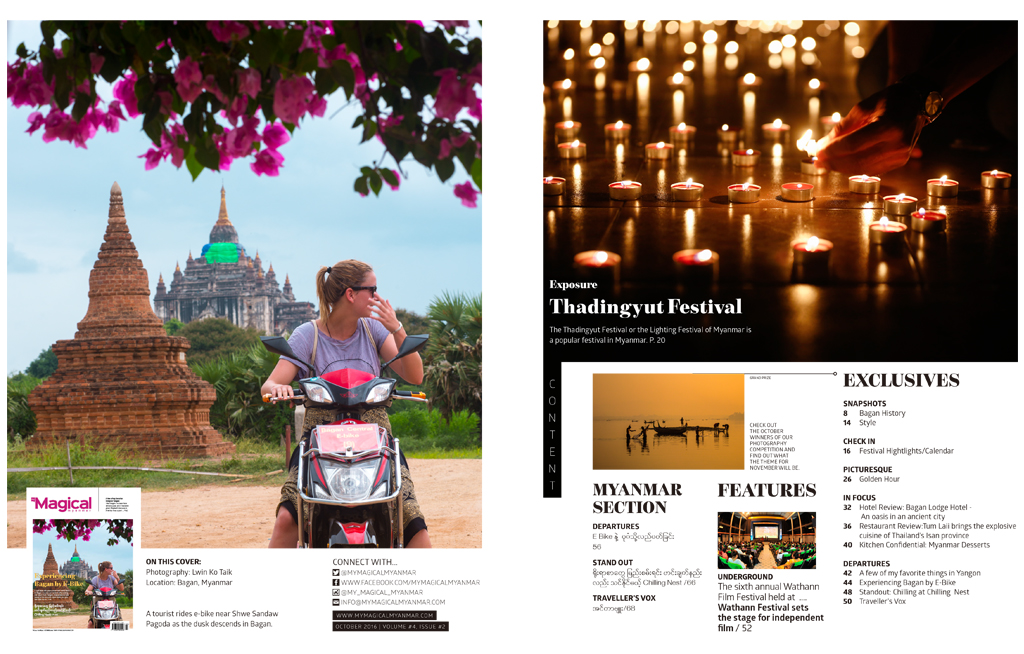 Magical
Experiencing
Bagan by E-Bike
ON THIS COVER:
Photography: Lwin Ko Taik
Location: Bagan, Myanmar
A tourist rides e-bike near Shwe Sandaw
Pagoda as the dusk descends in Bagan.
CONNECT WITH...
@MYMAGICALMYANMAR
WWW.FACEBOOK.COM/MYMAGICALMYANMAR
@MY_MAGICAL_MYANMAR
INFO@MYMAGICALMYANMAR.COM
WWW.MYMAGICALMYANMAR.COM
OCTOBER 2016 | VOLUME #4, ISSUE #2
Exposure
Thadingyut Festival
The Thadingyut Festival or the Lighting Festival of Myanmar is
a popular festival in Myanmar. P. 20
CONTENT
CHECK OUT
THE OCTOBER
WINNERS OF OUR
PHOTOGRAPHY
COMPETITION AND
FIND OUT WHAT
THE THEME FOR
NOVEMBER WILL BE.
MYANMAR
SECTION
DEPARTURES
E Bike နဲ့ ပုဂံသို့လည်ပတ်ခြင်း
56
STAND OUT
Chilling Nest /66
TRAVELLER'S VOX
/68
FEATURES
UNDERGROUND
The sixth annual Wathann
Film Festival held at __
Wathann Festival sets
the stage for independent
film / 52
EXCLUSIVES
SNAPSHOTS
8 Bagan History
14 Style
CHECK IN
16 Festival Hightlights/Calendar
PICTURESQUE
26 Golden Hour
IN FOCUS
32 Hotel Review: Bagan Lodge Hotel -
An oasis in an ancient city
36 Restaurant Review:Tum Laii brings the explosive
cuisine of Thailand's Isan province
40 Kitchen Confidential: Myanmar Desserts
DEPARTURES
42 A few of my favorite things in Yangon
44 Experiencing Bagan by E-Bike
48 Standout: Chilling at Chilling Nest
50 Traveller's Vox